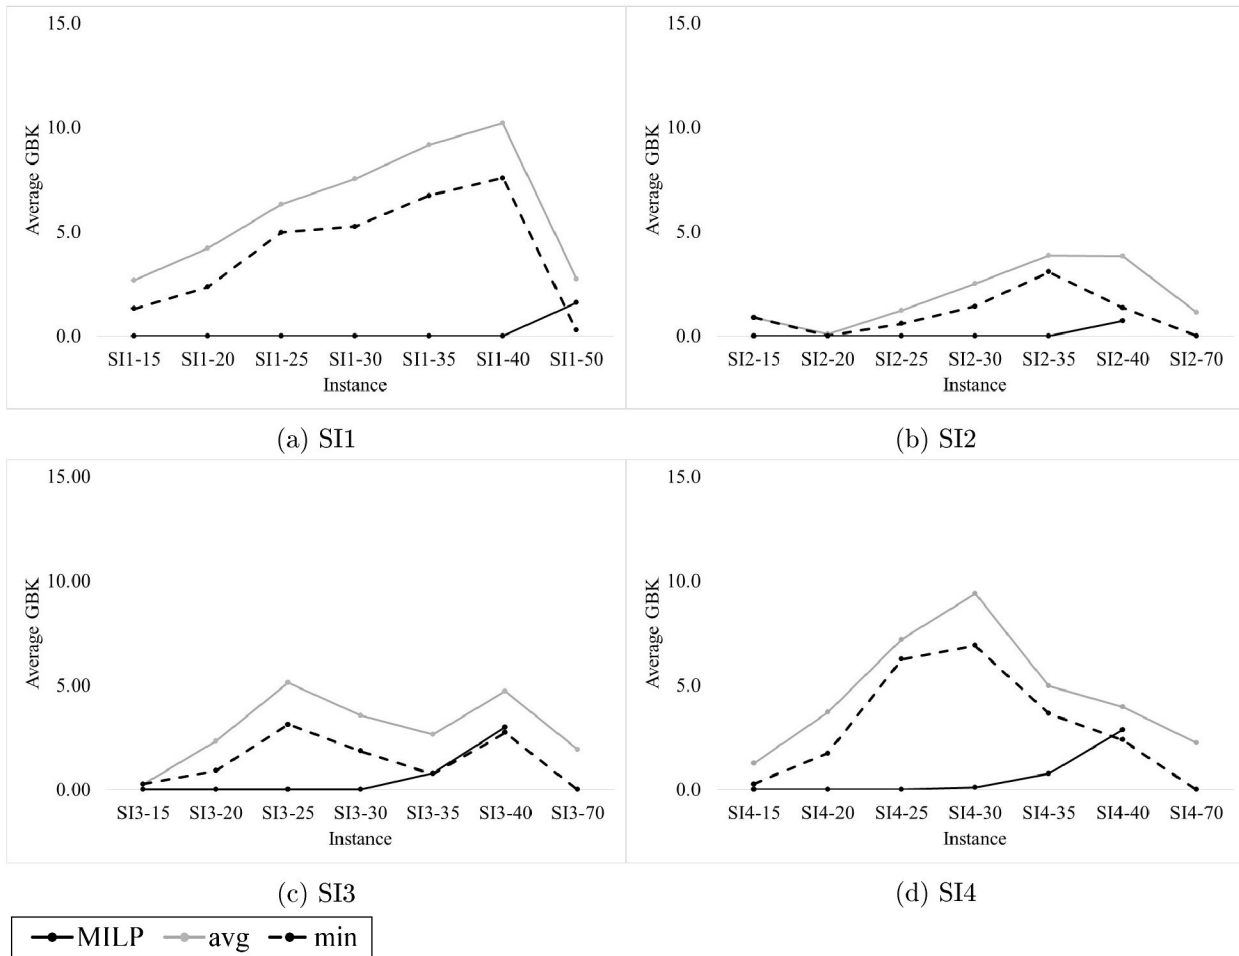 15.0
10.0
5.0
0.0
Average GBK
SI1-15 SI1-20 SI1-25 SI1-30 SI1-35 SI1-40 SI1-50
Instance
(a) SI1
15.0
10.0
5.0
0.0
Average GBK
SI2-15 SI2-20 SI2-25 SI2-30 SI2-35 SI2-40 SI2-70
Instance
(b) SI2
15.00
10.00
5.00
0.00
Average GBK
SI3-15 SI3-20 SI3-25 SI3-30 SI3-35 SI3-40 SI3-70
Instance
(c) SI3
15.0
10.0
5.0
0.0
Average GBK
SI4-15 SI4-20 SI4-25 SI4-30 SI4-35 SI4-40 SI4-70
Instance
(d) SI4
MILP avg min